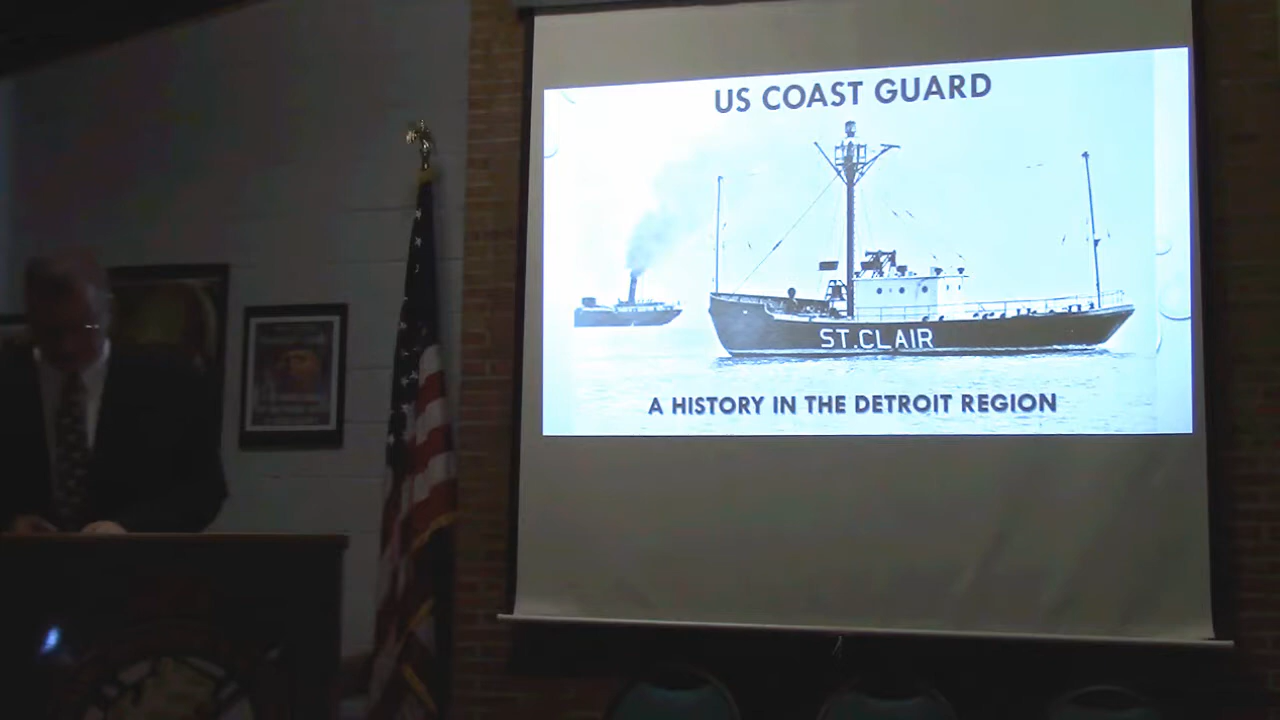 US COAST GUARD
ST.CLAIR
A HISTORY IN THE DETROIT REGION